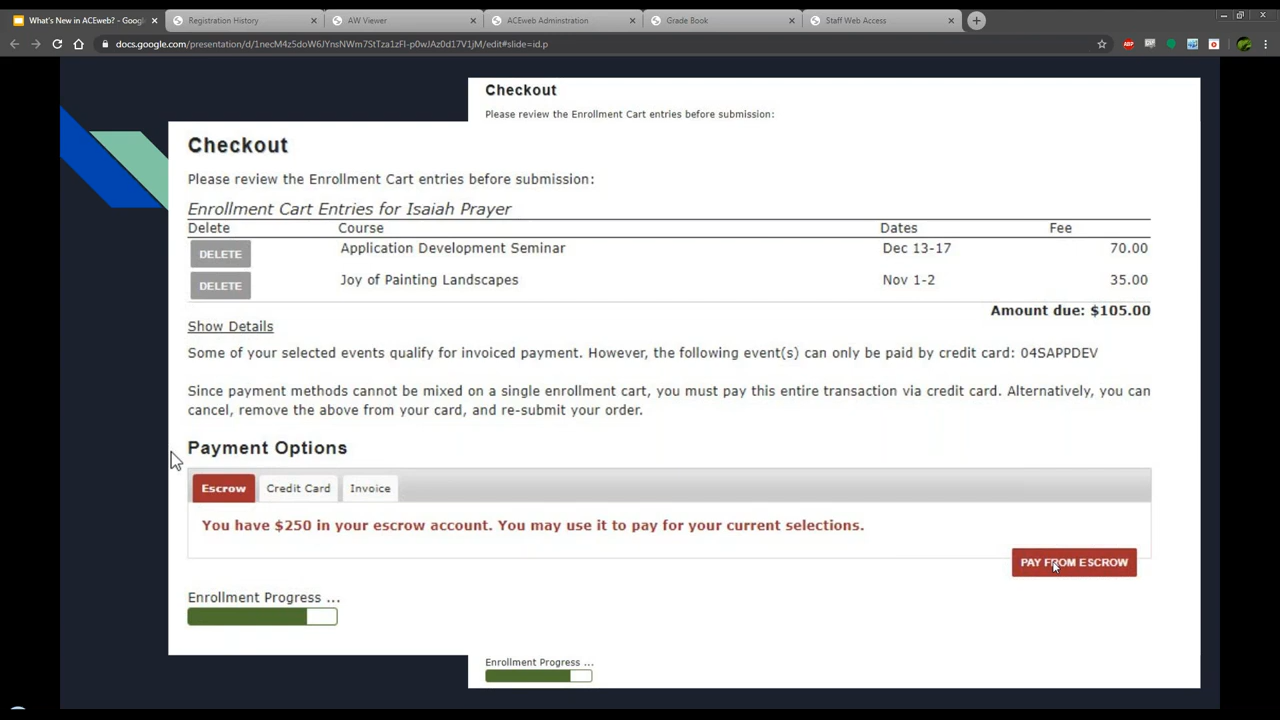 What's New in ACEweb? - Googl
Registration History
AW Viewer
ACEweb Adminstration
Grade Book
Staff Web Access
docs.google.com/presentation/d/1necM4z5doW6JYnsNWm7StTza1zFl-p0wJAz0d17V1jM/edit#slide=id.p
Checkout
Please review the Enrollment Cart entries before submission:
Checkout
Please review the Enrollment Cart entries before submission:
Enrollment Cart Entries for Isaiah Prayer
Delete Course Dates Fee
DELETE Application Development Seminar Dec 13-17 70.00
DELETE Joy of Painting Landscapes Nov 1-2 35.00
Amount due: $105.00
Show Details
Some of your selected events qualify for invoiced payment. However, the following event(s) can only be paid by credit card: 04SAPPDEV
Since payment methods cannot be mixed on a single enrollment cart, you must pay this entire transaction via credit card. Alternatively, you can
cancel, remove the above from your card, and re-submit your order.
Payment Options
Escrow Credit Card Invoice
You have $250 in your escrow account. You may use it to pay for your current selections.
PAY FROM ESCROW
Enrollment Progress ...
Enrollment Progress ...